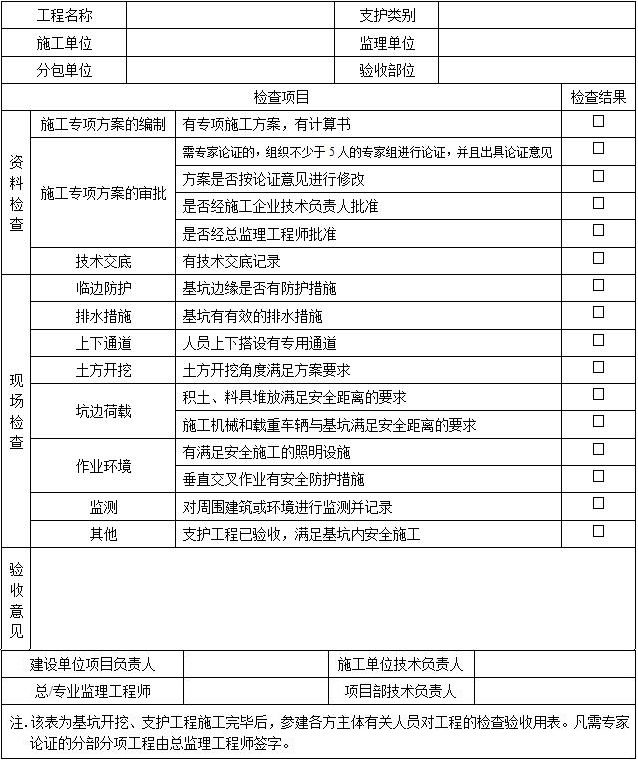 工程名称 支护类别
施工单位 监理单位
分包单位 验收部位
检查项目 检查结果
资料检查
施工专项方案的编制 有专项施工方案，有计算书 □
施工专项方案的审批
需专家论证的，组织不少于5人的专家组进行论证，并且出具论证意见 □
方案是否按论证意见进行修改 □
是否经施工企业技术负责人批准 □
是否经总监理工程师批准 □
技术交底 有技术交底记录 □
现场检查
临边防护 基坑边缘是否有防护措施 □
排水措施 基坑有有效的排水措施 □
上下通道 人员上下搭设有专用通道 □
土方开挖 土方开挖角度满足方案要求 □
坑边荷载
积土、料具堆放满足安全距离的要求 □
施工机械和载重车辆与基坑满足安全距离的要求 □
作业环境
有满足安全施工的照明设施 □
垂直交叉作业有安全防护措施 □
监测 对周围建筑或环境进行监测并记录 □
其他 支护工程已验收，满足基坑内安全施工 □
验收意见
建设单位项目负责人 施工单位技术负责人
总/专业监理工程师 项目部技术负责人
注.该表为基坑开挖、支护工程施工完毕后，参建各方主体有关人员对工程的检查验收用表。凡需专家
论证的分部分项工程由总监理工程师签字。